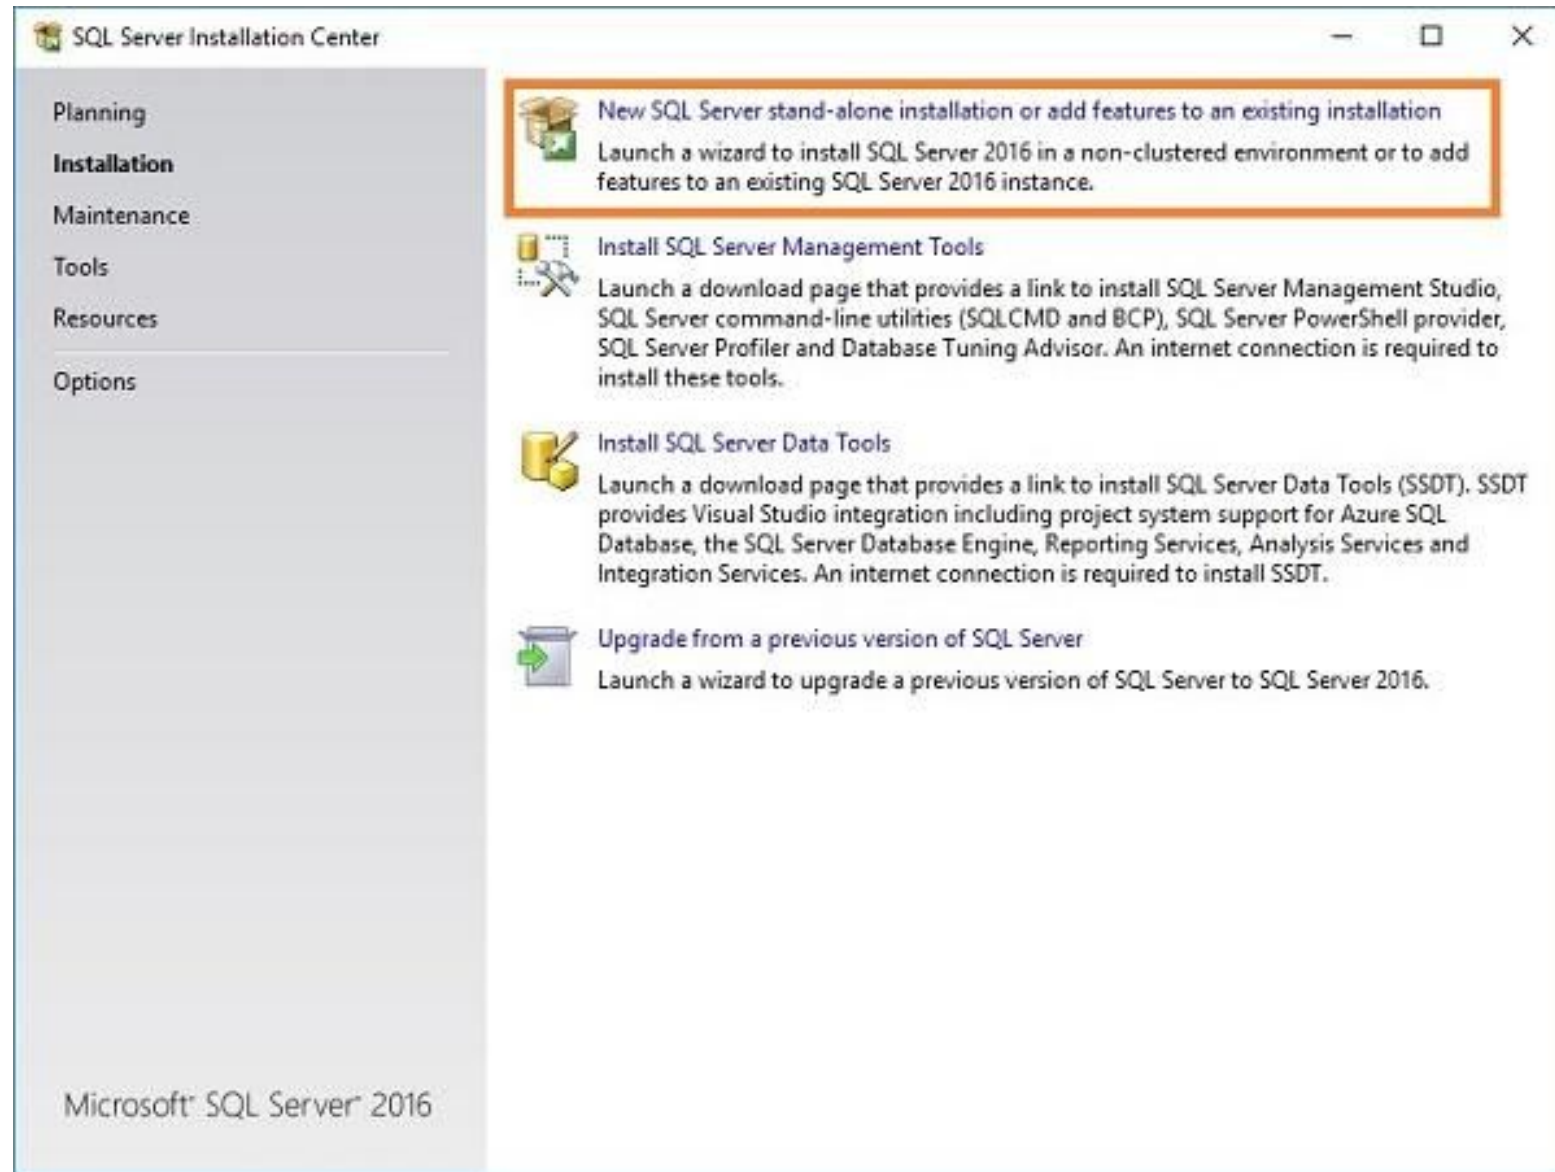 SQL Server Installation Center
Planning
Installation
Maintenance
Tools
Resources
Options
Microsoft® SQL Server® 2016
New SQL Server stand-alone installation or add features to an existing installation
Launch a wizard to install SQL Server 2016 in a non-clustered environment or to add
features to an existing SQL Server 2016 instance.
Install SQL Server Management Tools
Launch a download page that provides a link to install SQL Server Management Studio,
SQL Server command-line utilities (SQLCMD and BCP), SQL Server PowerShell provider,
SQL Server Profiler and Database Tuning Advisor. An internet connection is required to
install these tools.
Install SQL Server Data Tools
Launch a download page that provides a link to install SQL Server Data Tools (SSDT). SSDT
provides Visual Studio integration including project system support for Azure SQL
Database, the SQL Server Database Engine, Reporting Services, Analysis Services and
Integration Services. An internet connection is required to install SSDT.
Upgrade from a previous version of SQL Server
Launch a wizard to upgrade a previous version of SQL Server to SQL Server 2016.